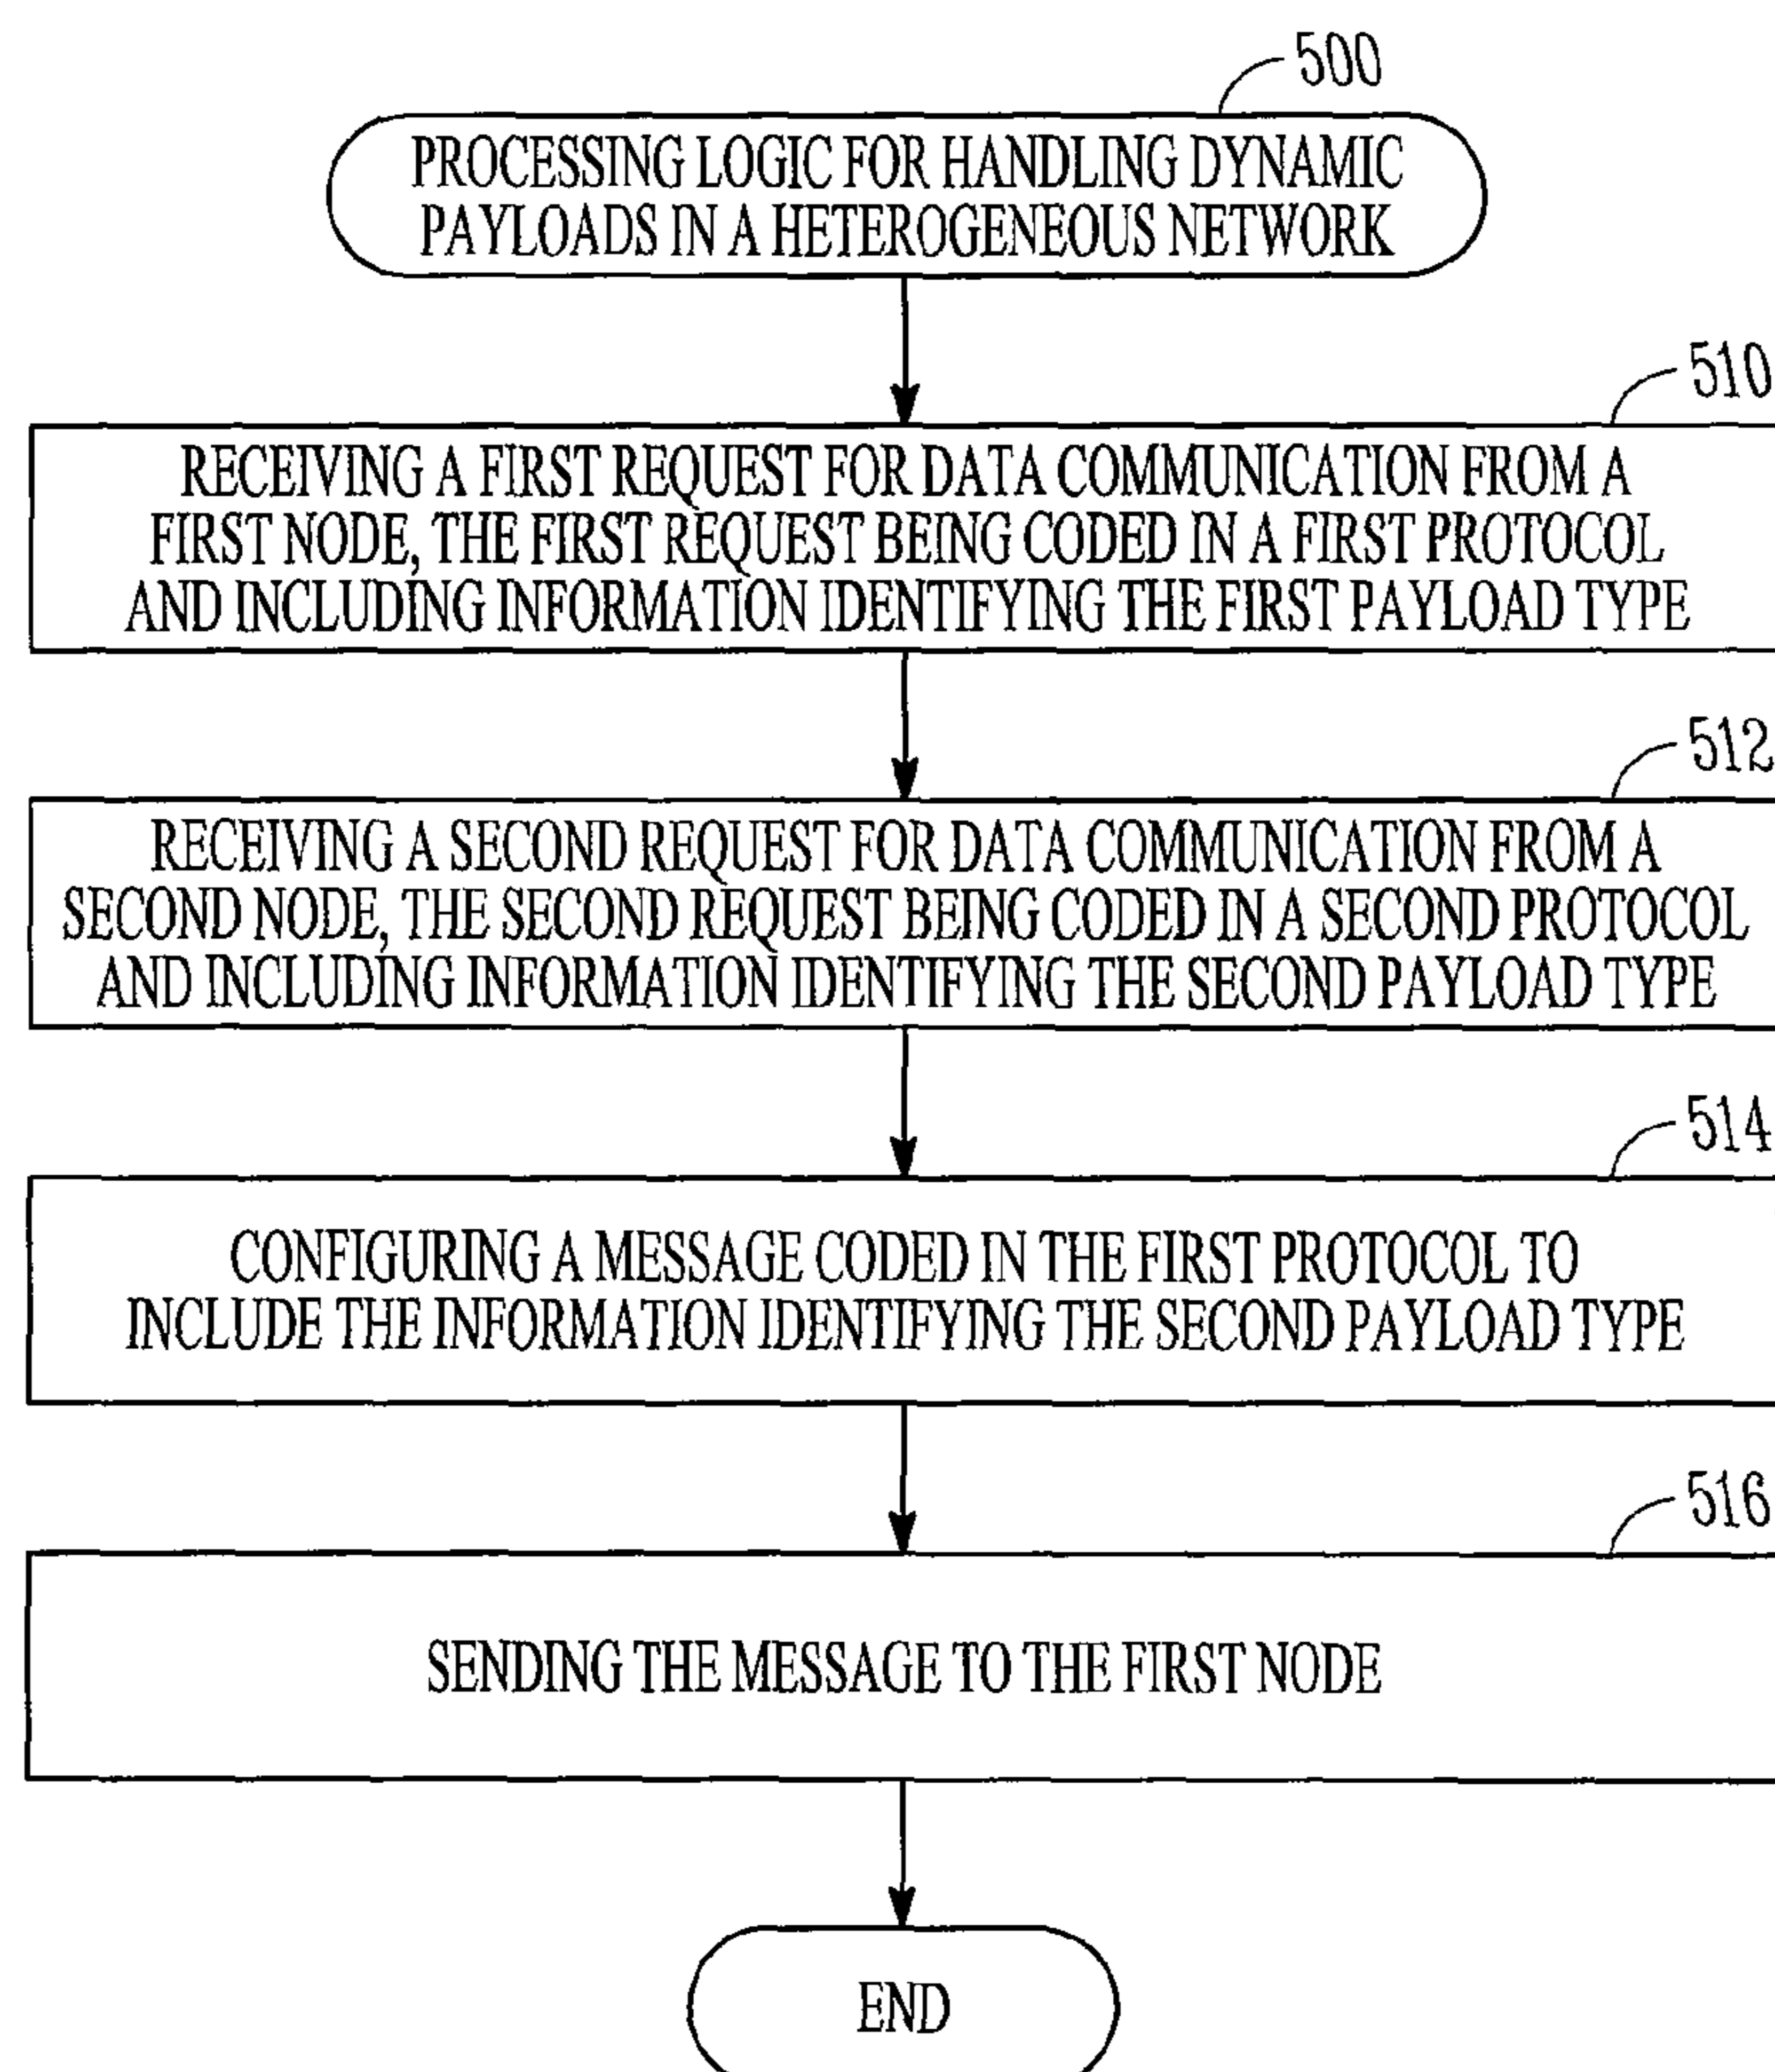 500
PROCESSING LOGIC FOR HANDLING DYNAMIC
PAYLOADS IN A HETEROGENEOUS NETWORK
510
RECEIVING A FIRST REQUEST FOR DATA COMMUNICATION FROM A
FIRST NODE, THE FIRST REQUEST BEING CODED IN A FIRST PROTOCOL
AND INCLUDING INFORMATION IDENTIFYING THE FIRST PAYLOAD TYPE
512
RECEIVING A SECOND REQUEST FOR DATA COMMUNICATION FROM A
SECOND NODE, THE SECOND REQUEST BEING CODED IN A SECOND PROTOCOL
AND INCLUDING INFORMATION IDENTIFYING THE SECOND PAYLOAD TYPE
514
CONFIGURING A MESSAGE CODED IN THE FIRST PROTOCOL TO
INCLUDE THE INFORMATION IDENTIFYING THE SECOND PAYLOAD TYPE
516
SENDING THE MESSAGE TO THE FIRST NODE
END